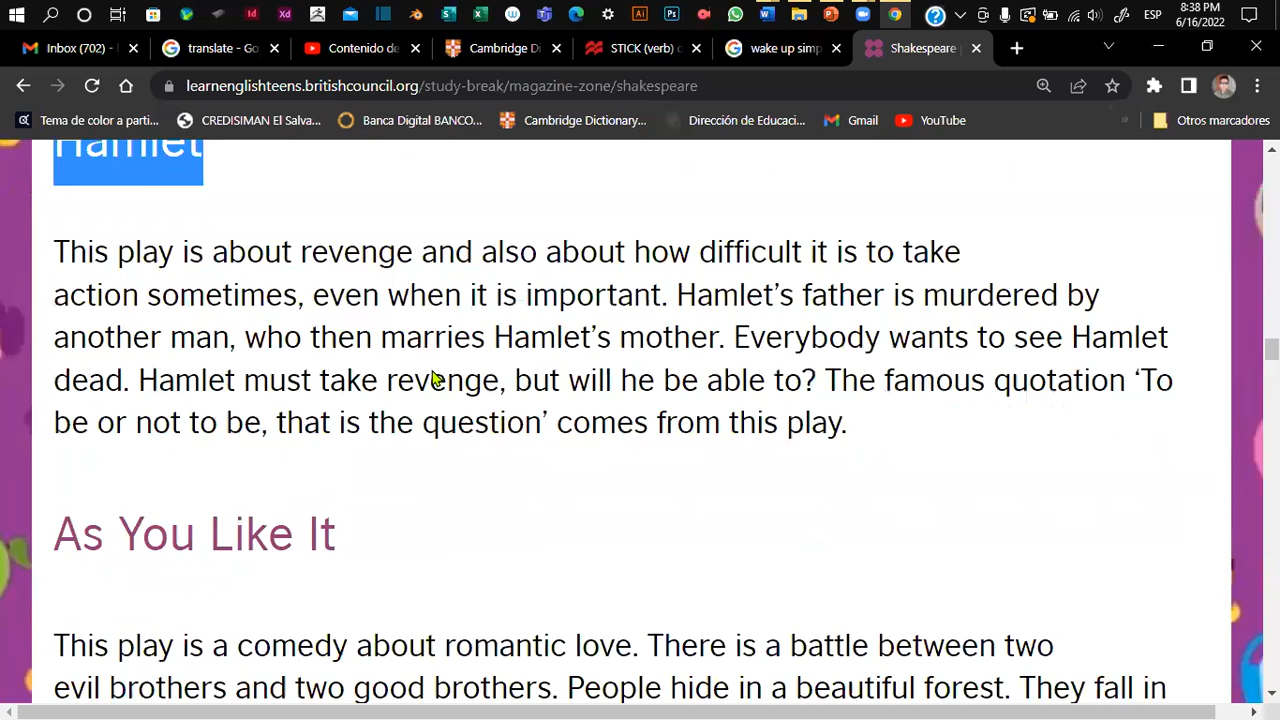 8:38 PM
ESP
6/16/2022
Inbox (702) -
translate - Go
Contenido de
Cambridge Di
STICK (verb)
wake up simp
Shakespeare
learnenglishteens.britishcouncil.org/study-break/magazine-zone/shakespeare
Tema de color a parti...
CREDISIMAN El Salva...
Banca Digital BANCO...
Cambridge Dictionary...
Dirección de Educaci...
Gmail
YouTube
Otros marcadores
Hamlet
This play is about revenge and also about how difficult it is to take
action sometimes, even when it is important. Hamlet’s father is murdered by
another man, who then marries Hamlet’s mother. Everybody wants to see Hamlet
dead. Hamlet must take revenge, but will he be able to? The famous quotation ‘To
be or not to be, that is the question’ comes from this play.
As You Like It
This play is a comedy about romantic love. There is a battle between two
evil brothers and two good brothers. People hide in a beautiful forest. They fall in